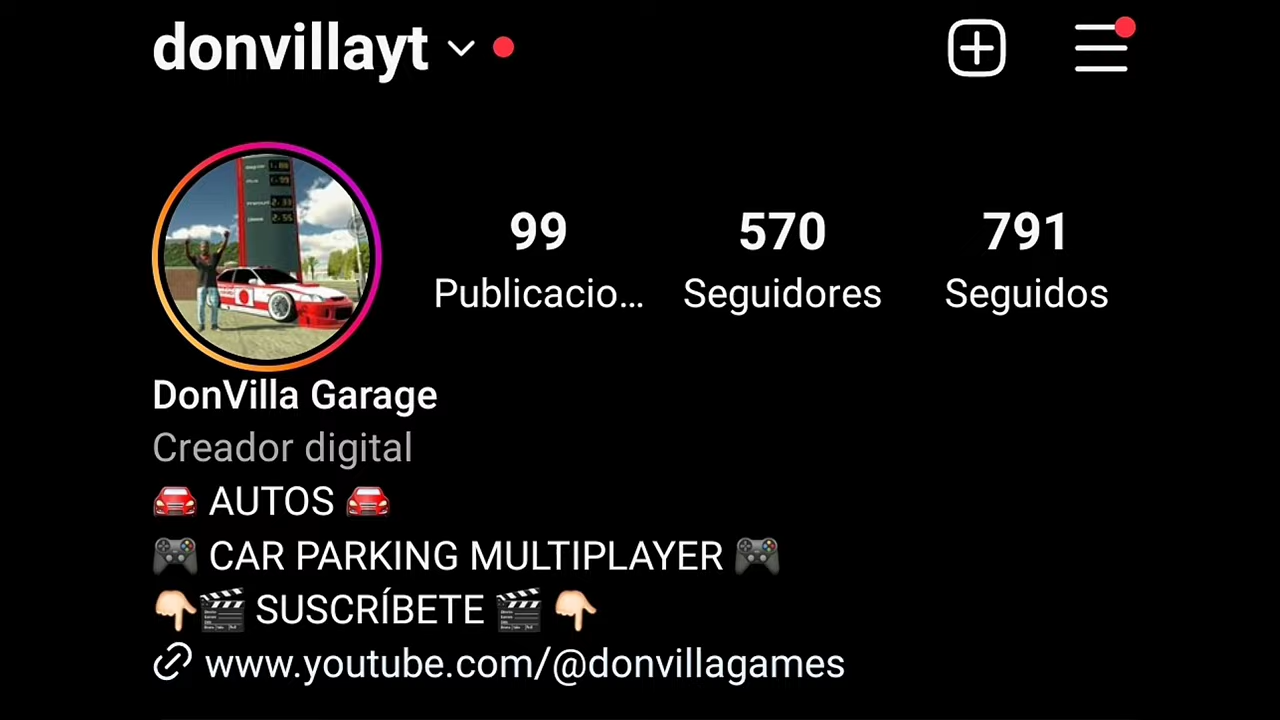 donvillayt
99 570 791
Publicacio... Seguidores Seguidos
DonVilla Garage
Creador digital
🚘 AUTOS 🚘
🎮 CAR PARKING MULTIPLAYER 🎮
👇🏻🎬 SUSCRÍBETE 🎬 👇🏻
www.youtube.com/@donvillagames